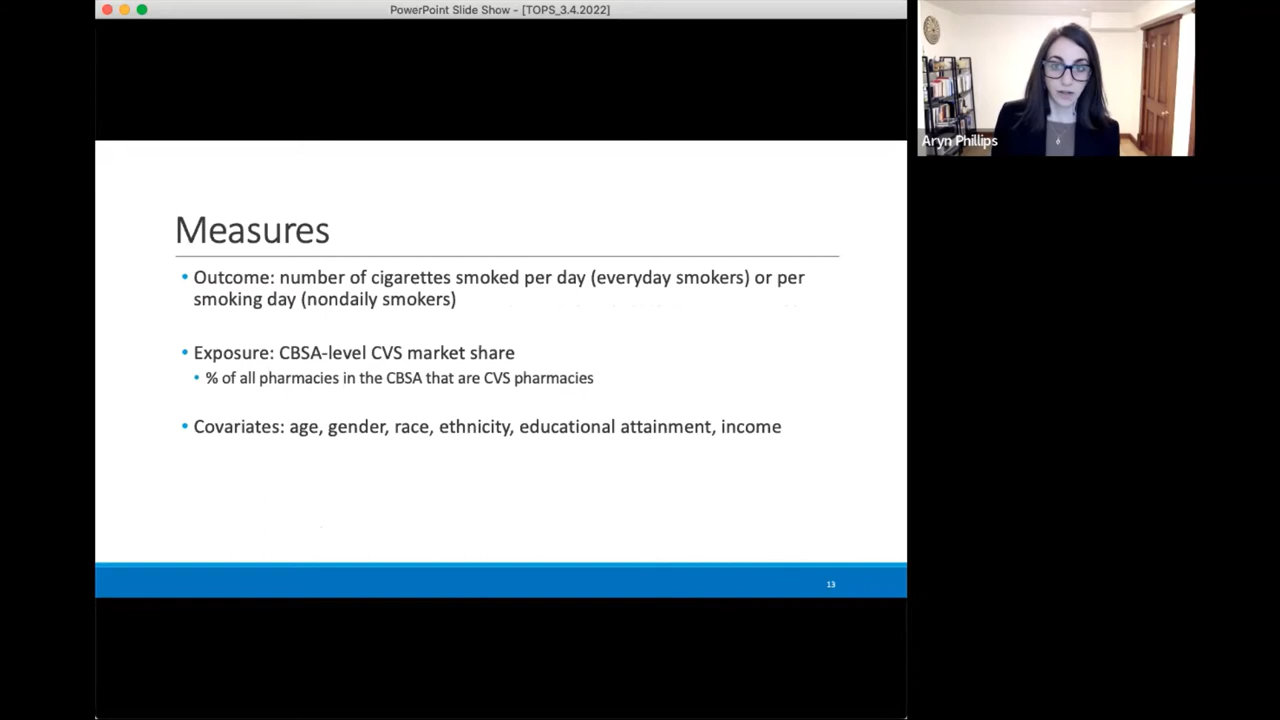 PowerPoint Slide Show - [TOPS_3.4.2022]
Aryn Phillips
Measures
• Outcome: number of cigarettes smoked per day (everyday smokers) or per
smoking day (nondaily smokers)
• Exposure: CBSA-level CVS market share
• % of all pharmacies in the CBSA that are CVS pharmacies
• Covariates: age, gender, race, ethnicity, educational attainment, income
13